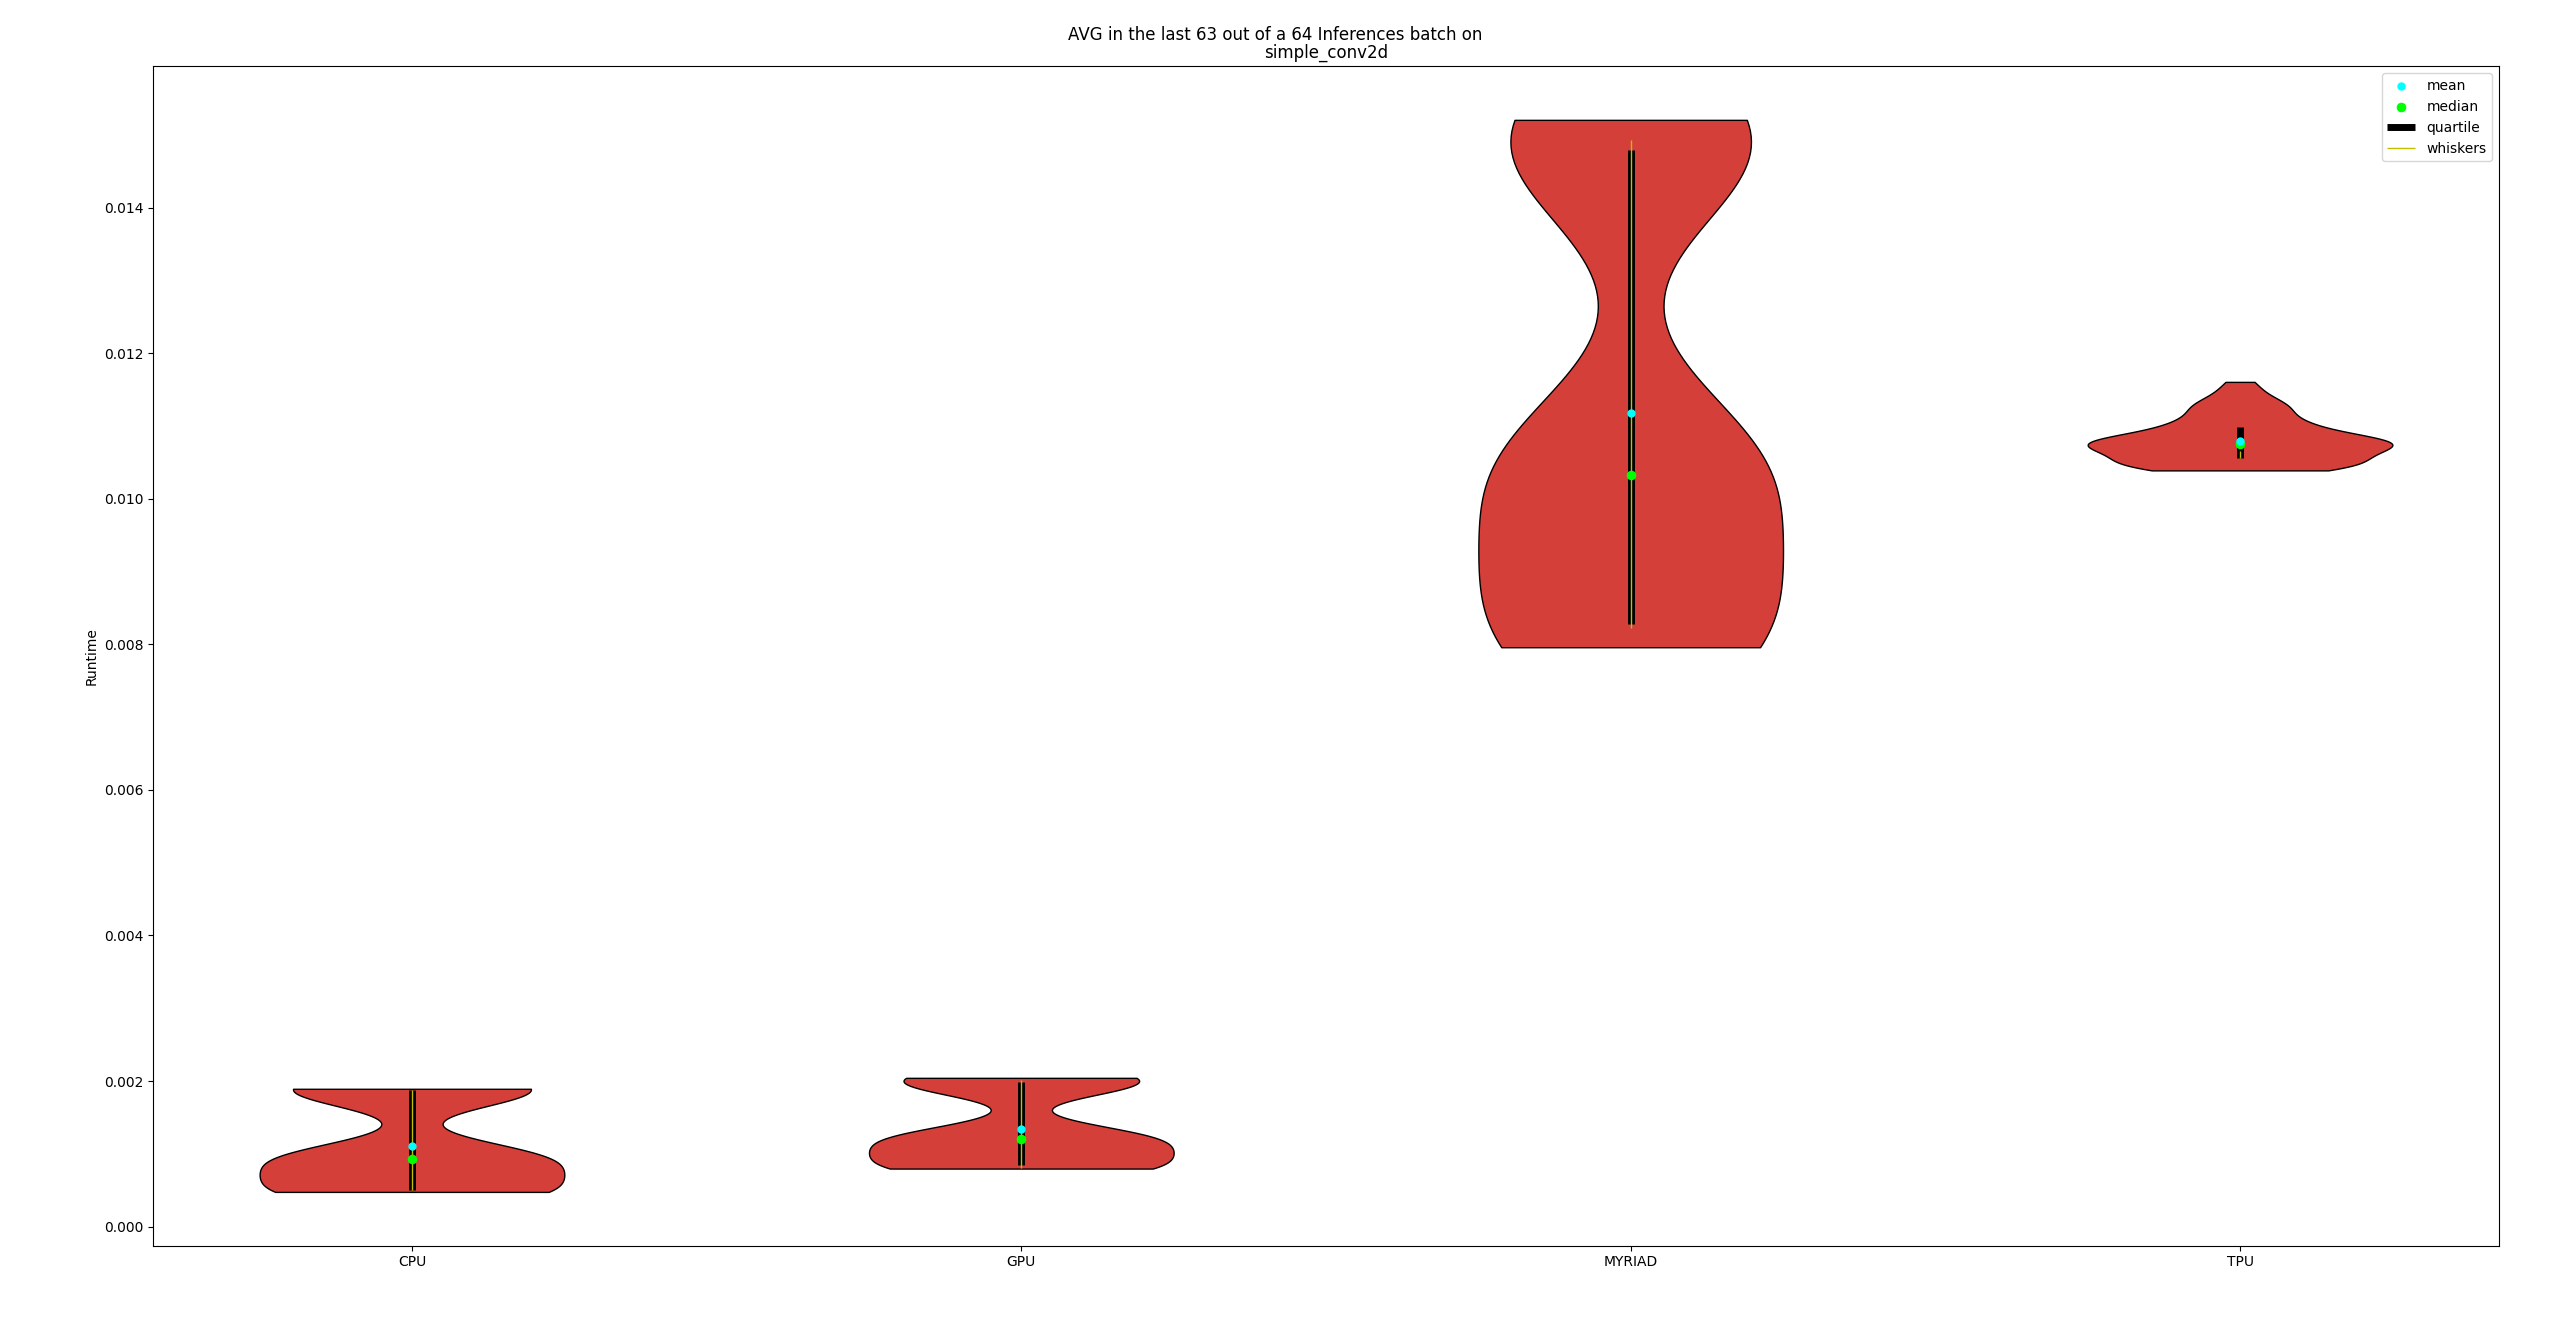 AVG in the last 63 out of a 64 Inferences batch on
simple_conv2d
mean
median
quartile
whiskers
0.014
0.012
0.010
0.008
0.006
0.004
0.002
0.000
Runtime
CPU
GPU
MYRIAD
TPU